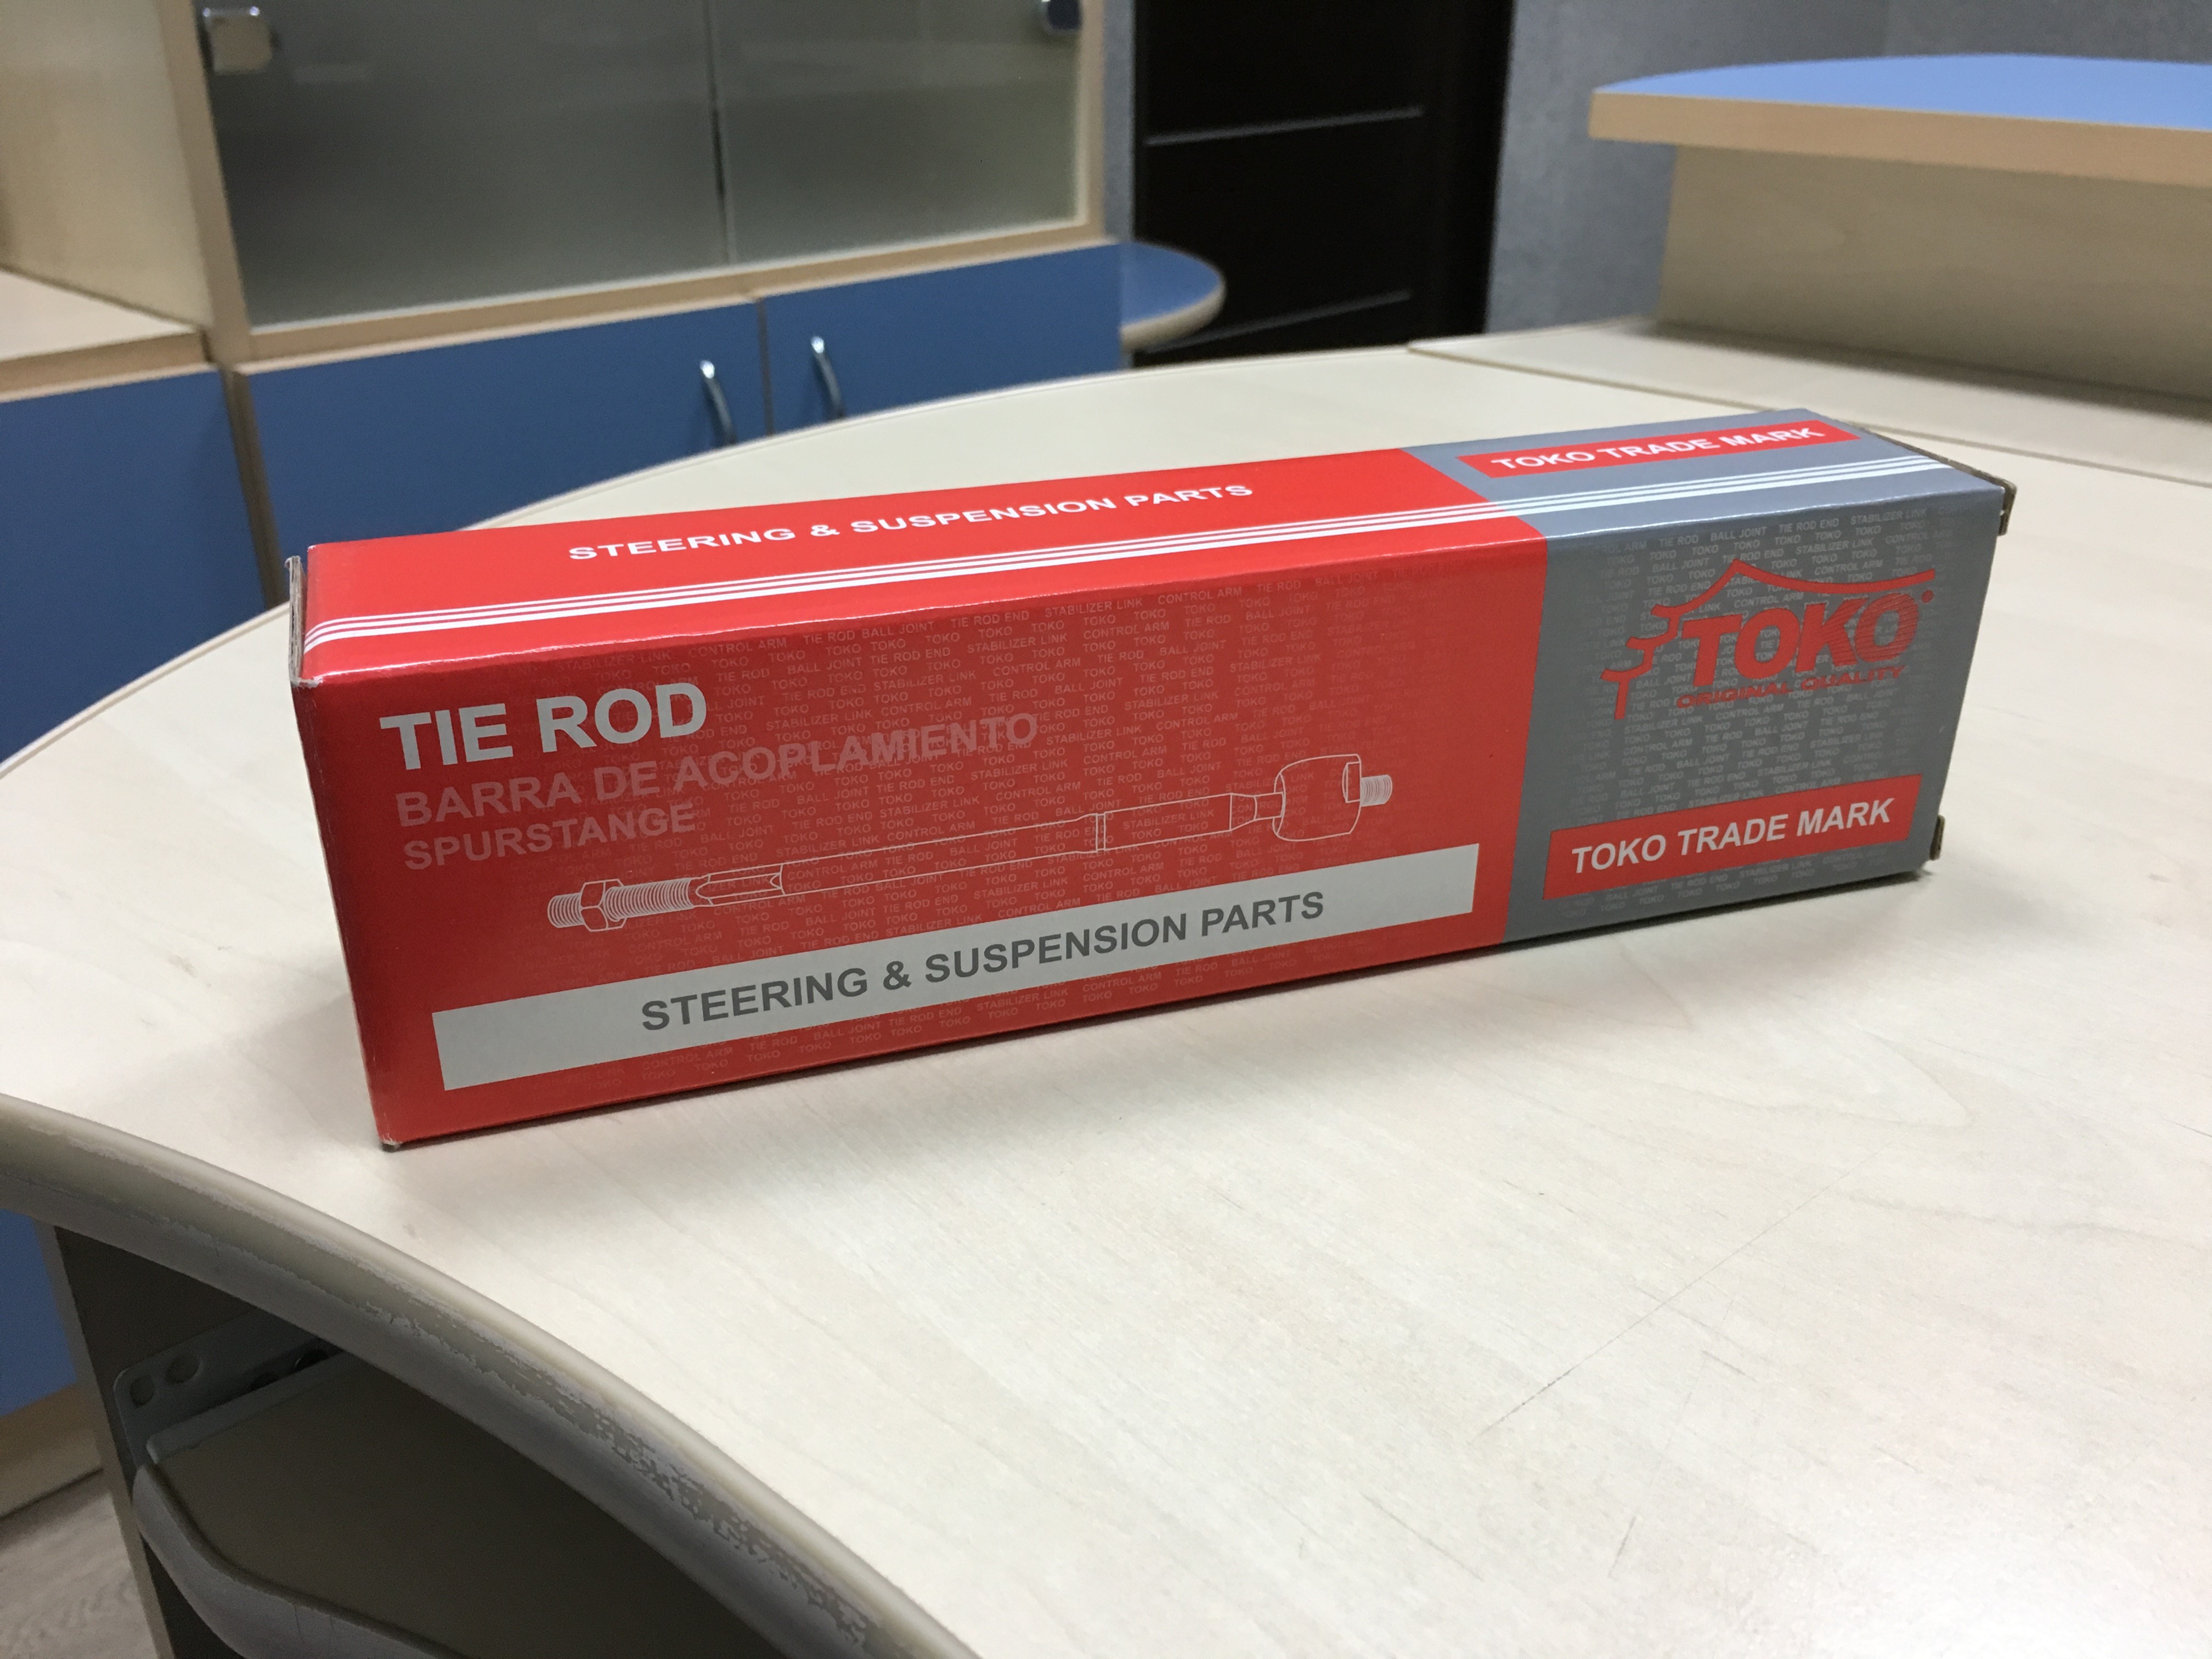 STEERING & SUSPENSION PARTS
TOKO TRADE MARK
TIE ROD
BARRA DE ACOPLAMIENTO
SPURSTANGE
STEERING & SUSPENSION PARTS
TOKO
ORIGINAL QUALITY
TOKO TRADE MARK